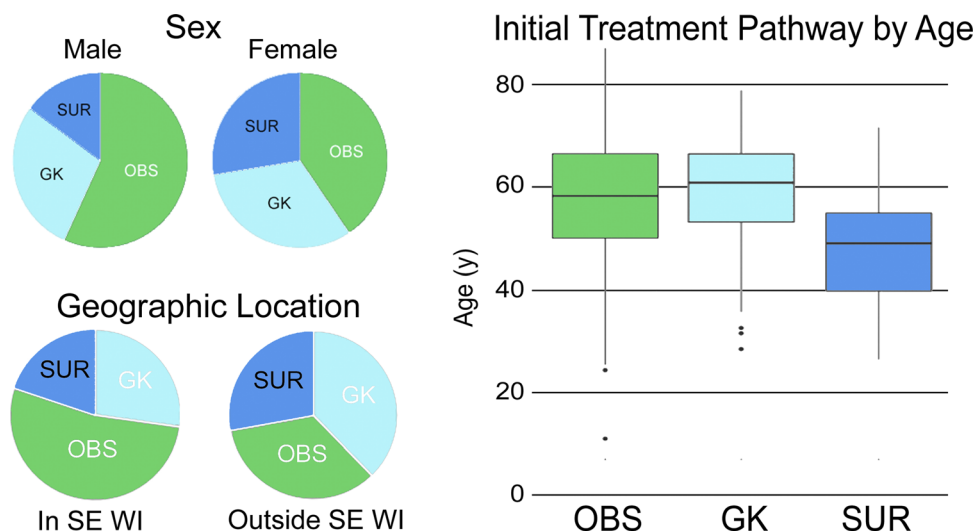 Sex
Male
Female
SUR
GK
OBS
SUR
GK
OBS
Geographic Location
SUR
GK
OBS
SUR
GK
OBS
In SE WI
Outside SE WI
Initial Treatment Pathway by Age
Age (y)
80
60
40
20
0
OBS
GK
SUR